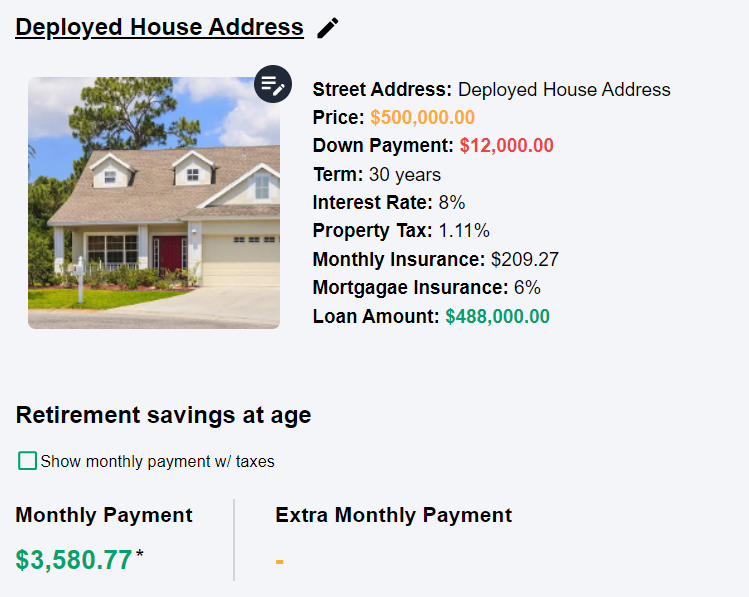 Deployed House Address
Street Address: Deployed House Address
Price: $500,000.00
Down Payment: $12,000.00
Term: 30 years
Interest Rate: 8%
Property Tax: 1.11%
Monthly Insurance: $209.27
Mortgagae Insurance: 6%
Loan Amount: $488,000.00
Retirement savings at age
Show monthly payment w/ taxes
Monthly Payment
$3,580.77*
Extra Monthly Payment
-